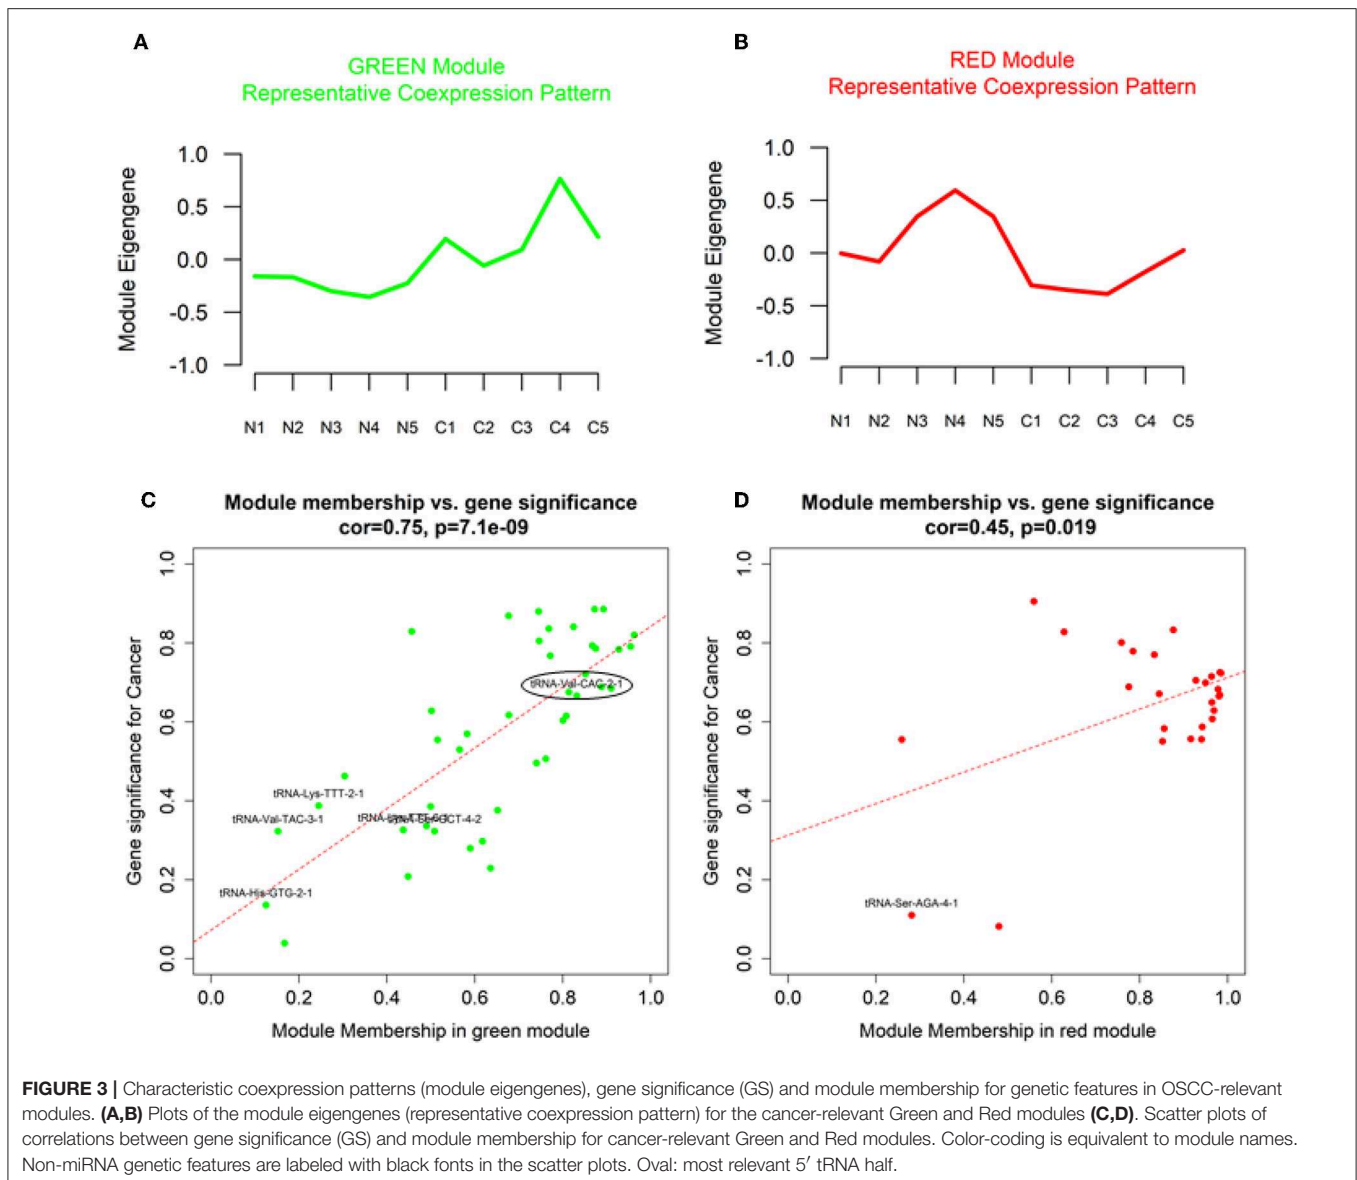 A
GREEN Module
Representative Coexpression Pattern
Module Eigengene
1.0
0.5
0.0
-0.5
-1.0
N1 N2 N3 N4 N5 C1 C2 C3 C4 C5
B
RED Module
Representative Coexpression Pattern
Module Eigengene
1.0
0.5
0.0
-0.5
-1.0
N1 N2 N3 N4 N5 C1 C2 C3 C4 C5
C
Module membership vs. gene significance
cor=0.75, p=7.1e-09
Gene significance for Cancer
1.0
0.8
0.6
0.4
0.2
0.0
tRNA-Val-CAC-2-1
tRNA-Lys-TTT-2-1
tRNA-Val-TAC-3-1
GCT-4-2
tRNA-His-GTG-2-1
0.0 0.2 0.4 0.6 0.8 1.0
Module Membership in green module
D
Module membership vs. gene significance
cor=0.45, p=0.019
Gene significance for Cancer
1.0
0.8
0.6
0.4
0.2
0.0
tRNA-Ser-AGA-4-1
0.0 0.2 0.4 0.6 0.8 1.0
Module Membership in red module
FIGURE 3 | Characteristic coexpression patterns (module eigengenes), gene significance (GS) and module membership for genetic features in OSCC-relevant
modules. (A,B) Plots of the module eigengenes (representative coexpression pattern) for the cancer-relevant Green and Red modules (C,D). Scatter plots of
correlations between gene significance (GS) and module membership for cancer-relevant Green and Red modules. Color-coding is equivalent to module names.
Non-miRNA genetic features are labeled with black fonts in the scatter plots. Oval: most relevant 5′ tRNA half.